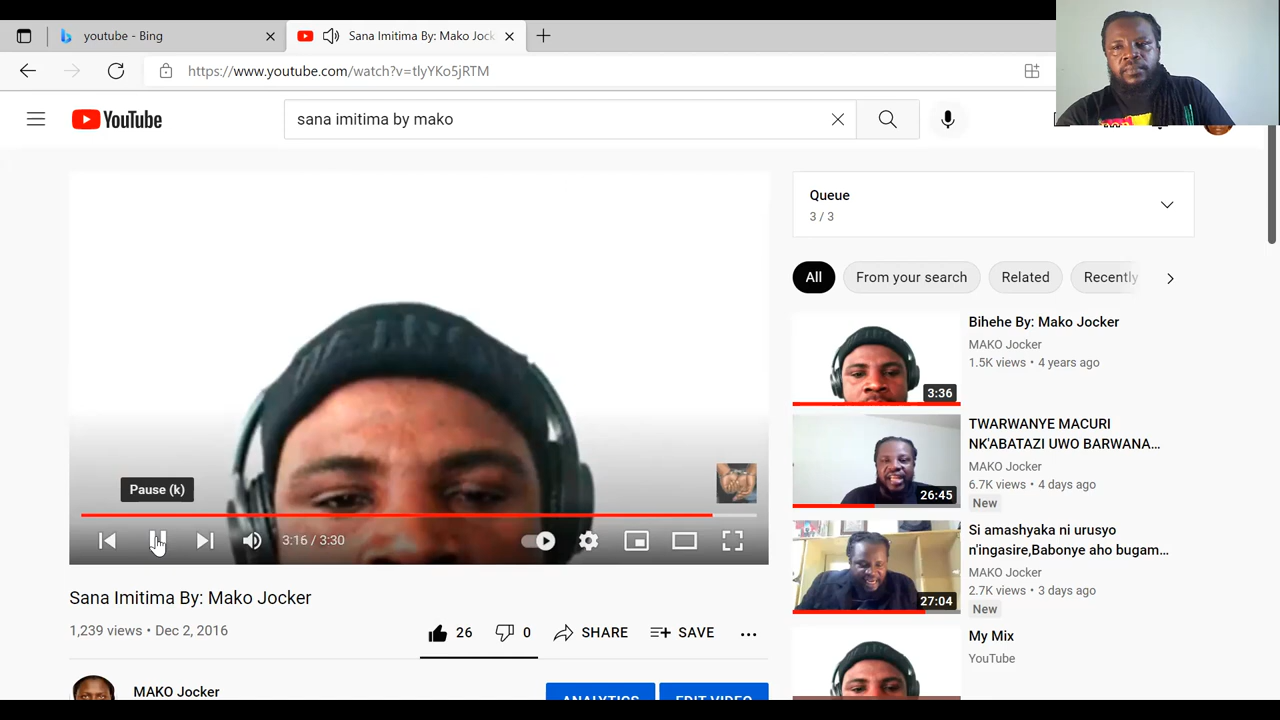 youtube - Bing
Sana Imitima By: Mako Jock
https://www.youtube.com/watch?v=tlyYKo5jRTM
YouTube
sana imitima by mako
Queue
3 / 3
All
From your search
Related
Recently
Bihehe By: Mako Jocker
MAKO Jocker
1.5K views • 4 years ago
3:36
TWARWANYE MACURI
NK'ABATAZI UWO BARWANA...
MAKO Jocker
6.7K views • 4 days ago
New
26:45
Si amashyaka ni urusyo
n'ingasire,Babonye aho bugam...
MAKO Jocker
2.7K views • 3 days ago
New
27:04
My Mix
YouTube
Pause (k)
3:16 / 3:30
Sana Imitima By: Mako Jocker
1,239 views • Dec 2, 2016
26
0
SHARE
SAVE
MAKO Jocker
ANALYTICS
EDIT VIDEO